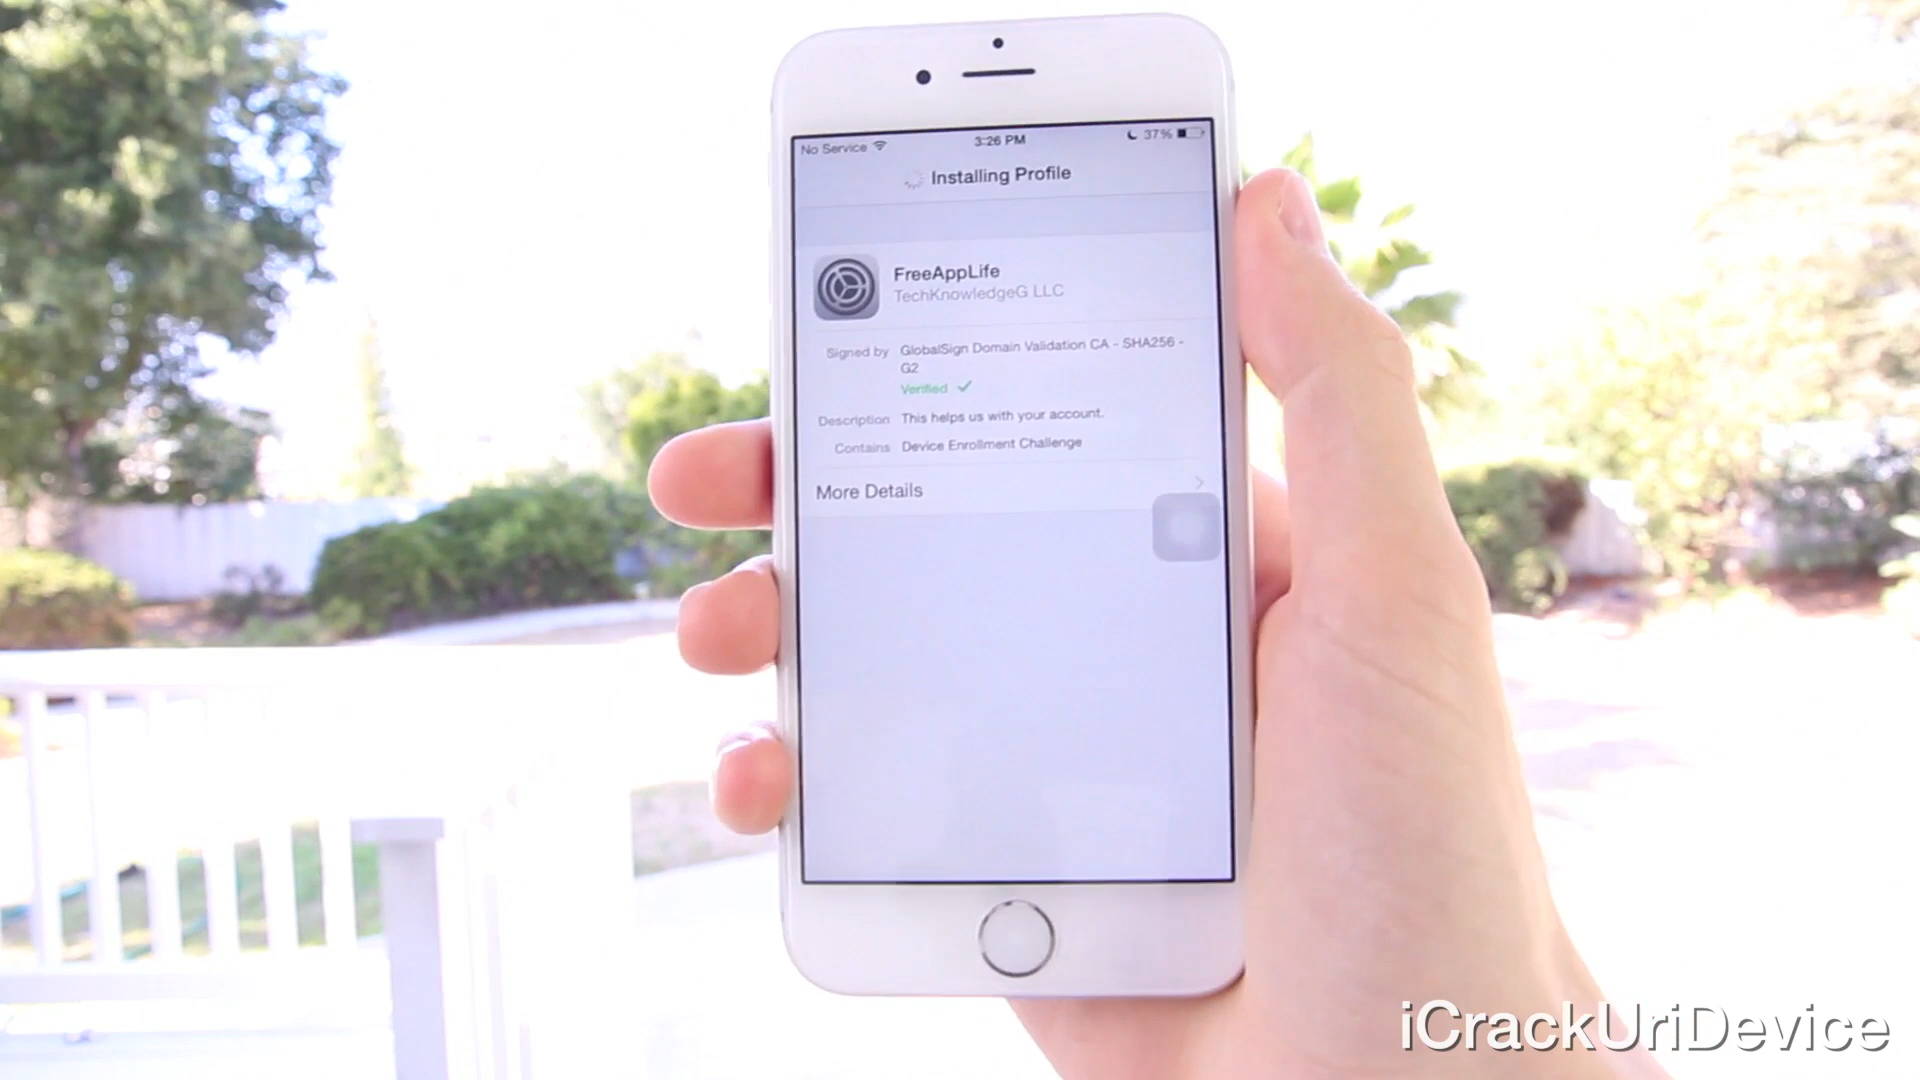 No Service 3:26 PM 37%
Installing Profile
FreeAppLife
TechKnowledgeG LLC
Signed by GlobalSign Domain Validation CA - SHA256 -
G2
Verified
Description This helps us with your account.
Contains Device Enrollment Challenge
More Details
iCrackUriDevice